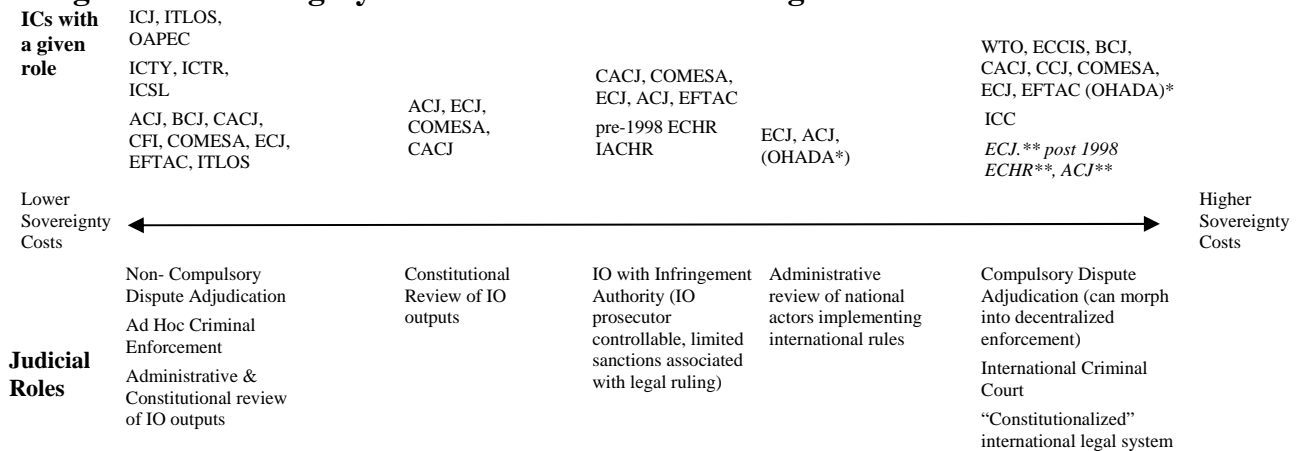 ICs with
a given
role
ICJ, ITLOS,
OAPEC
ICTY, ICTR,
ICSL
ACJ, BCJ, CACJ,
CFI, COMESA, ECJ,
EFTAC, ITLOS
ACJ, ECJ,
COMESA,
CACJ
CACJ, COMESA,
ECJ, ACJ, EFTAC
pre-1998 ECHR
IACHR
ECJ, ACJ,
(OHADA*)
WTO, ECCIS, BCJ,
CACJ, CCJ, COMESA,
ECJ, EFTAC (OHADA)*
ICC
ECJ.** post 1998
ECHR**, ACJ**
Lower
Sovereignty
Costs
Higher
Sovereignty
Costs
Judicial
Roles
Non- Compulsory
Dispute Adjudication
Ad Hoc Criminal
Enforcement
Administrative &
Constitutional review
of IO outputs
Constitutional
Review of IO
outputs
IO with Infringement
Authority (IO
prosecutor
controllable, limited
sanctions associated
with legal ruling)
Administrative
review of national
actors implementing
international rules
Compulsory Dispute
Adjudication (can morph
into decentralized
enforcement)
International Criminal
Court
“Constitutionalized”
international legal system